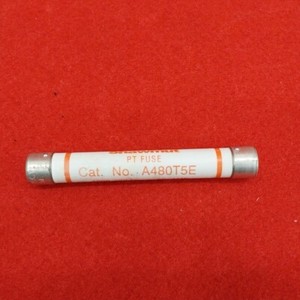 PT FUSE
Cat. No. A480T5E